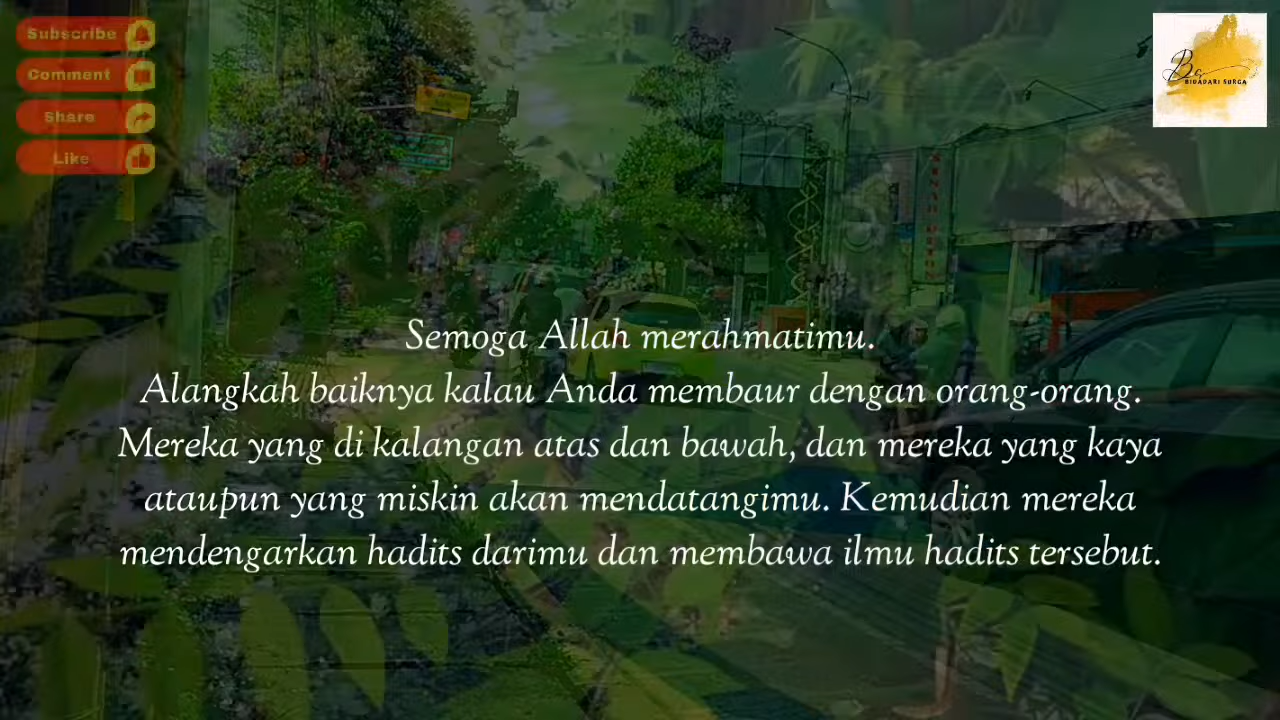 Subscribe
Comment
Share
Like
BIDADARI SURGA
Semoga Allah merahmatimu.
Alangkah baiknya kalau Anda membaur dengan orang-orang.
Mereka yang di kalangan atas dan bawah, dan mereka yang kaya
ataupun yang miskin akan mendatangimu. Kemudian mereka
mendengarkan hadits darimu dan membawa ilmu hadits tersebut.